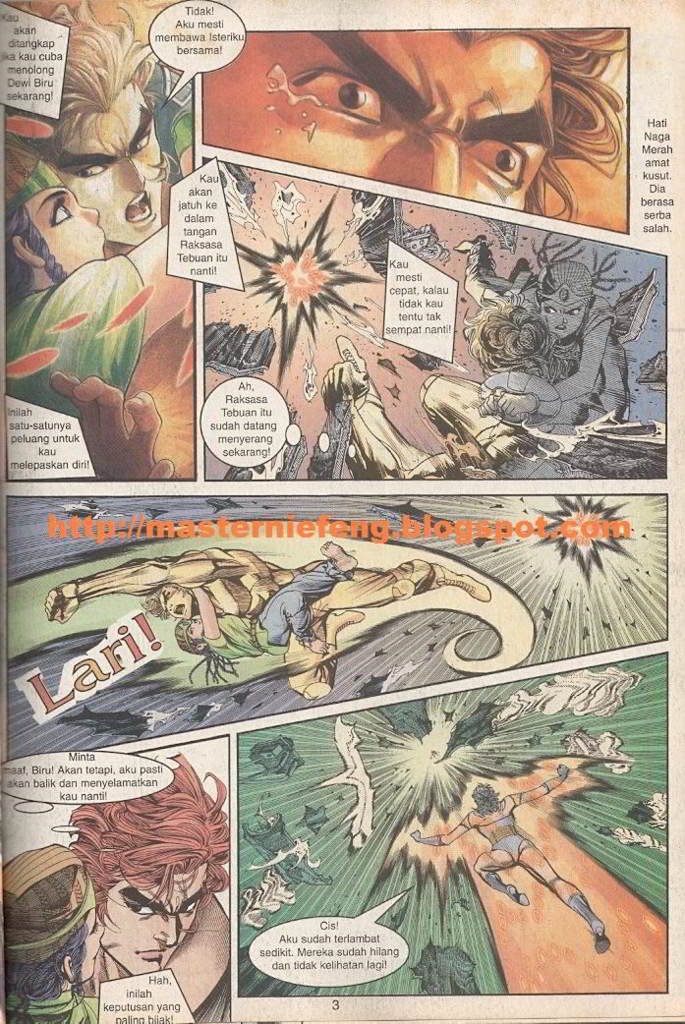 Kau
akan
ditangkap
jika kau cuba
menolong
Dewi Biru
sekarang!
Tidak!
Aku mesti
membawa Isteriku
bersama!
Hati
Naga
Merah
amat
kusut.
Dia
berasa
serba
salah.
Inilah
satu-satunya
peluang untuk
kau
melepaskan diri!
Kau
akan
jatuh ke
dalam
tangan
Raksasa
Tebuan itu
nanti!
Kau
mesti
cepat, kalau
tidak kau
tentu tak
sempat nanti!
Ah,
Raksasa
Tebuan itu
sudah datang
menyerang
sekarang!
http://masterniefeng.blogspot.com
Lari!
Minta
maaf, Biru! Akan tetapi, aku pasti
akan balik dan menyelamatkan
kau nanti!
Hah,
inilah
keputusan yang
paling bijak!
Cis!
Aku sudah terlambat
sedikit. Mereka sudah hilang
dan tidak kelihatan lagi!
3